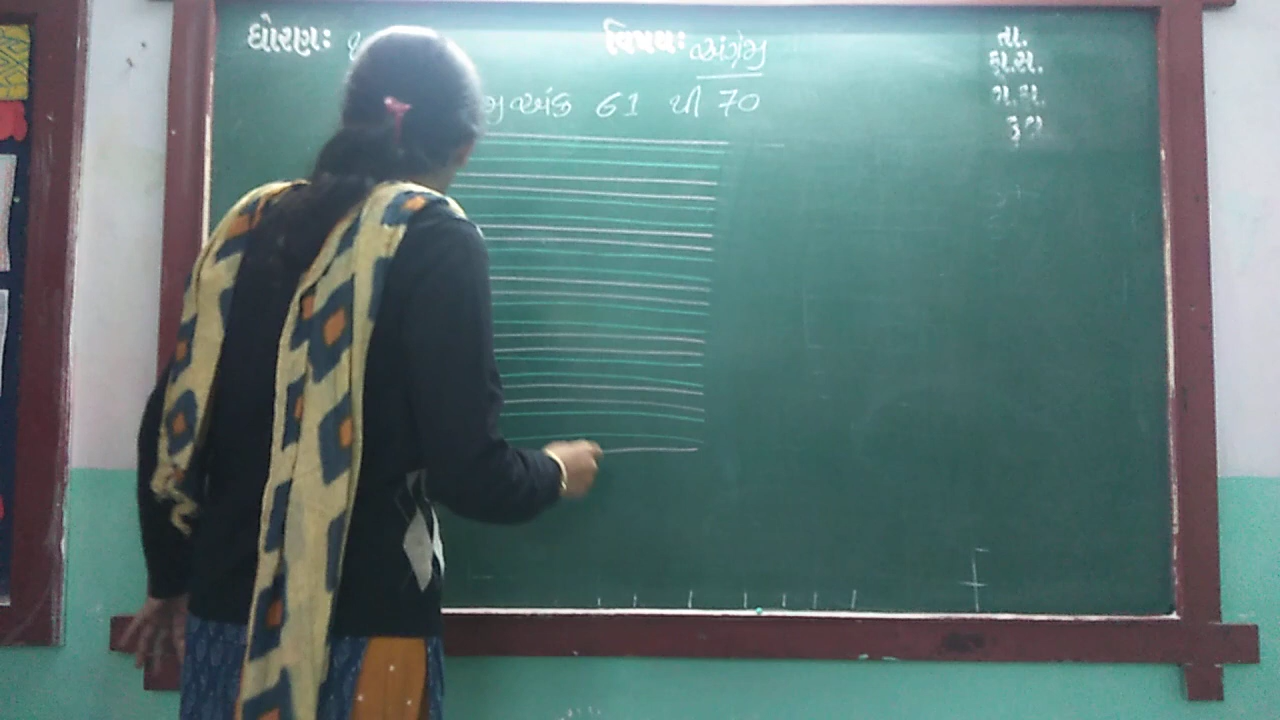 ધોરણ:
વિષય: અંગ્રેજી
અંક 61 થી 70
તા.
ક્રા.સ.
ગે.હા.
કુલ